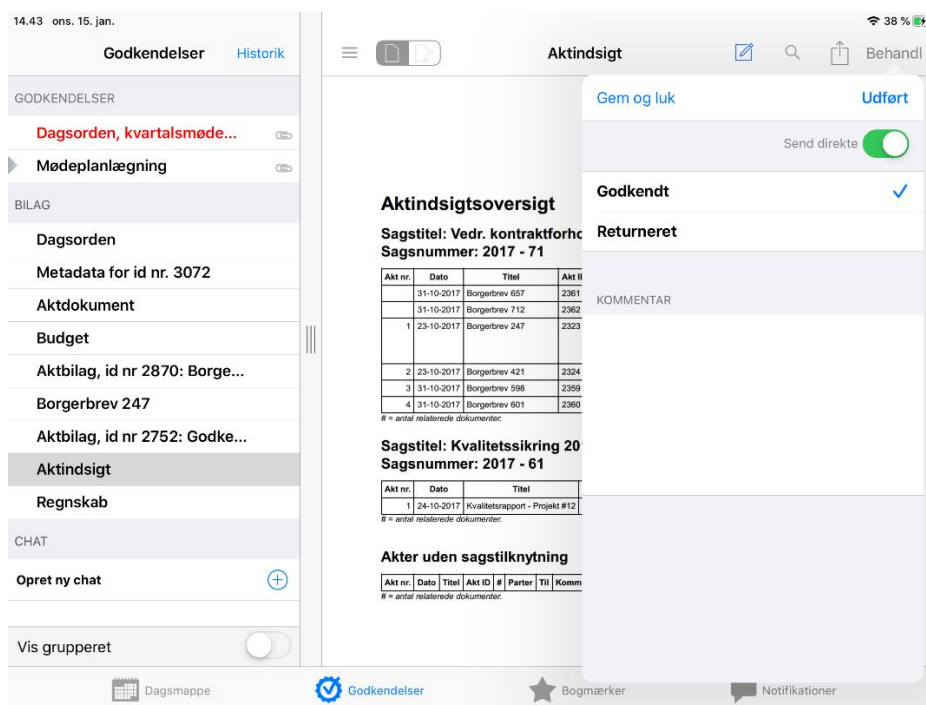 14.43 ons. 15. jan.
38 %
Godkendelser
Historik
GODKENDELSER
Dagsorden, kvartalsmøde...
Mødeplanlægning
BILAG
Dagsorden
Metadata for id nr. 3072
Aktdokument
Budget
Aktbilag, id nr 2870: Borge...
Borgerbrev 247
Aktbilag, id nr 2752: Godke...
Aktindsigt
Regnskab
CHAT
Opret ny chat
Vis grupperet
Aktindsigt
Behandl
Aktindsigtsoversigt
Sagstitel: Vedr. kontraktforho
Sagsnummer: 2017 - 71
Akt nr. Dato Titel Akt I
31-10-2017 Borgerbrev 657 2361
31-10-2017 Borgerbrev 712 2362
1 23-10-2017 Borgerbrev 247 2323
2 23-10-2017 Borgerbrev 421 2324
3 31-10-2017 Borgerbrev 598 2359
4 31-10-2017 Borgerbrev 601 2360
# = antal relaterede dokumenter.
Sagstitel: Kvalitetssikring 20
Sagsnummer: 2017 - 61
Akt nr. Dato Titel
1 24-10-2017 Kvalitetsrapport - Projekt #12
# = antal relaterede dokumenter.
Akter uden sagstilknytning
Akt nr. Dato Titel Akt ID # Parter Til Komm
# = antal relaterede dokumenter.
Gem og luk
Udført
Send direkte
Godkendt
Returneret
KOMMENTAR
Dagsmappe
Godkendelser
Bogmærker
Notifikationer